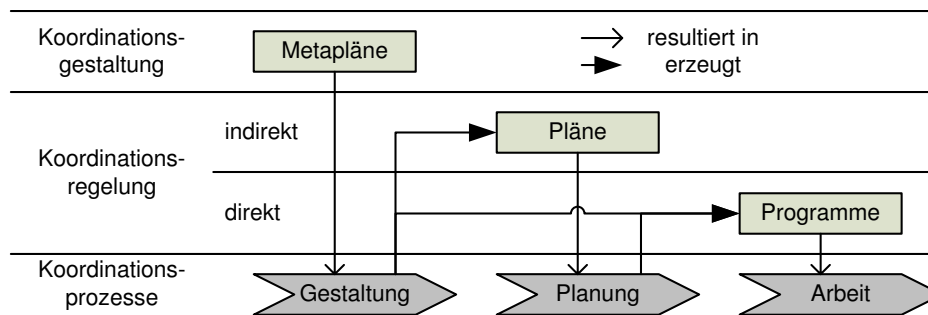 Koordinations-
gestaltung
Metapläne
resultiert in
erzeugt
Koordinations-
regelung
indirekt
Pläne
direkt
Programme
Koordinations-
prozesse
Gestaltung
Planung
Arbeit